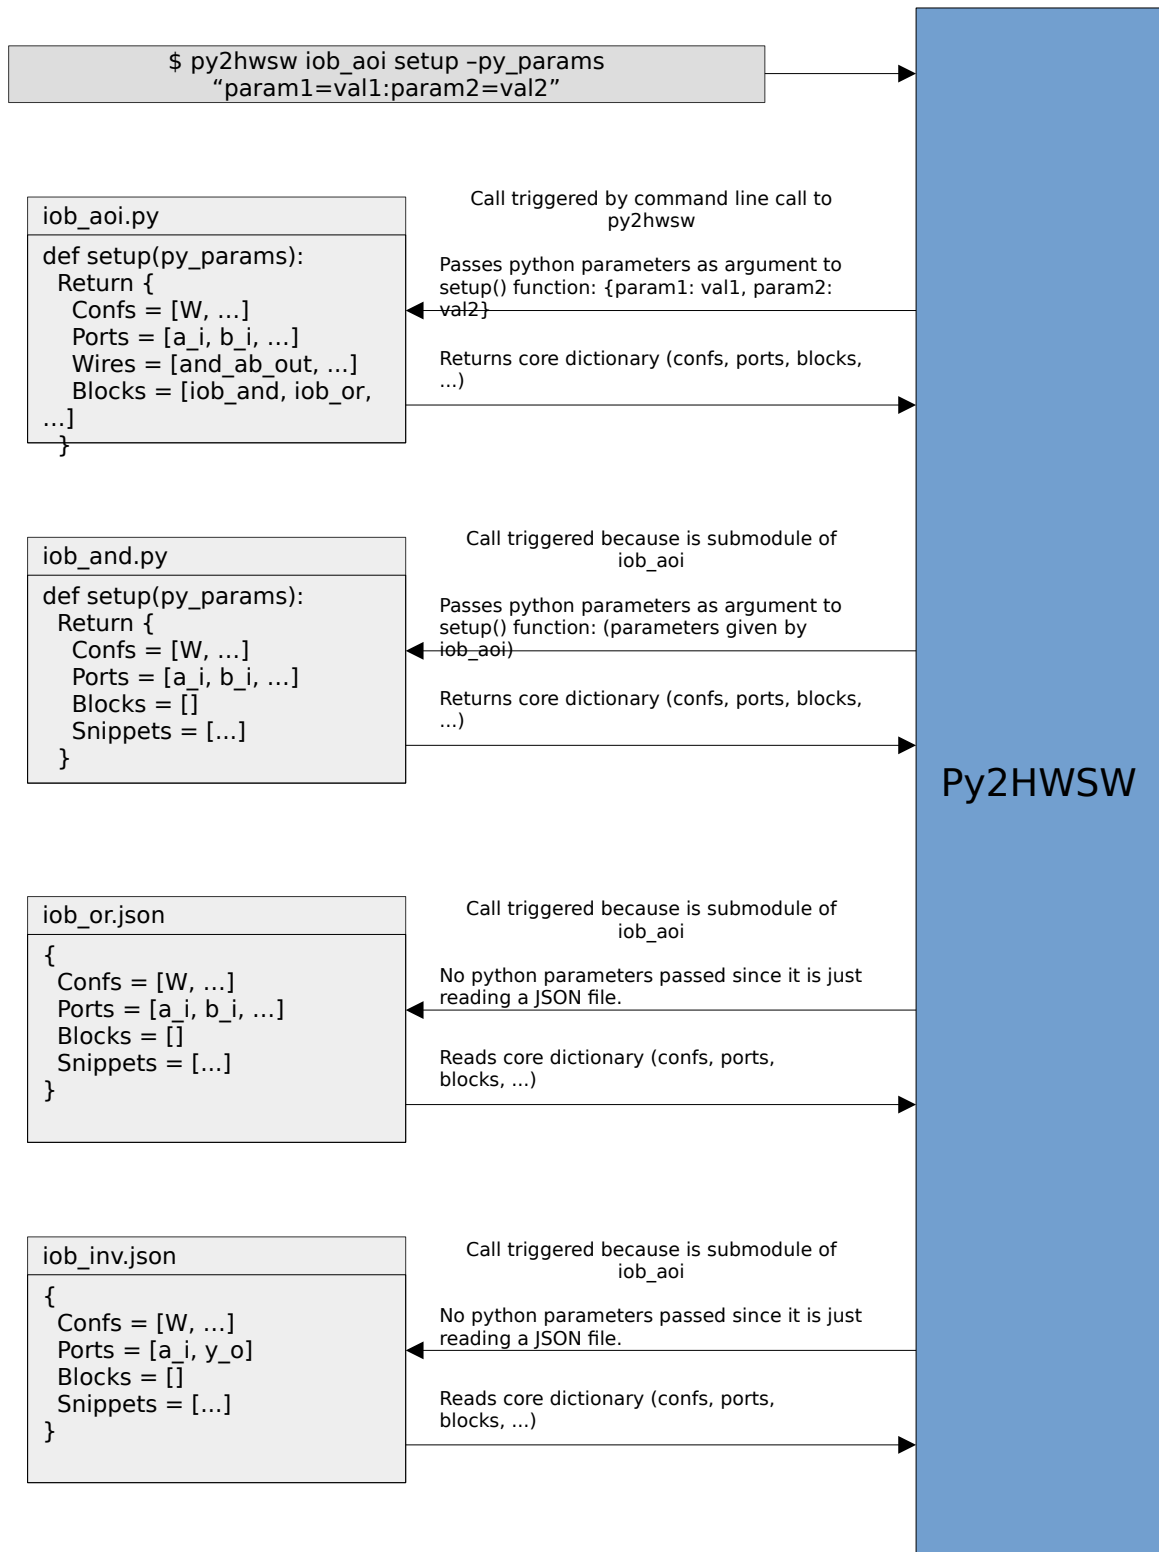 $ py2hwsw iob_aoi setup –py_params
“param1=val1:param2=val2”
iob_aoi.py
def setup(py_params):
Return {
Confs = [W, ...]
Ports = [a_i, b_i, ...]
Wires = [and_ab_out, ...]
Blocks = [iob_and, iob_or,
...]
}
Call triggered by command line call to
py2hwsw
Passes python parameters as argument to
setup() function: {param1: val1, param2:
val2}
Returns core dictionary (confs, ports, blocks,
...)
iob_and.py
def setup(py_params):
Return {
Confs = [W, ...]
Ports = [a_i, b_i, ...]
Blocks = []
Snippets = [...]
}
Call triggered because is submodule of
iob_aoi
Passes python parameters as argument to
setup() function: (parameters given by
iob_aoi)
Returns core dictionary (confs, ports, blocks,
...)
Py2HWSW
iob_or.json
{
Confs = [W, ...]
Ports = [a_i, b_i, ...]
Blocks = []
Snippets = [...]
}
Call triggered because is submodule of
iob_aoi
No python parameters passed since it is just
reading a JSON file.
Reads core dictionary (confs, ports,
blocks, ...)
iob_inv.json
{
Confs = [W, ...]
Ports = [a_i, y_o]
Blocks = []
Snippets = [...]
}
Call triggered because is submodule of
iob_aoi
No python parameters passed since it is just
reading a JSON file.
Reads core dictionary (confs, ports,
blocks, ...)